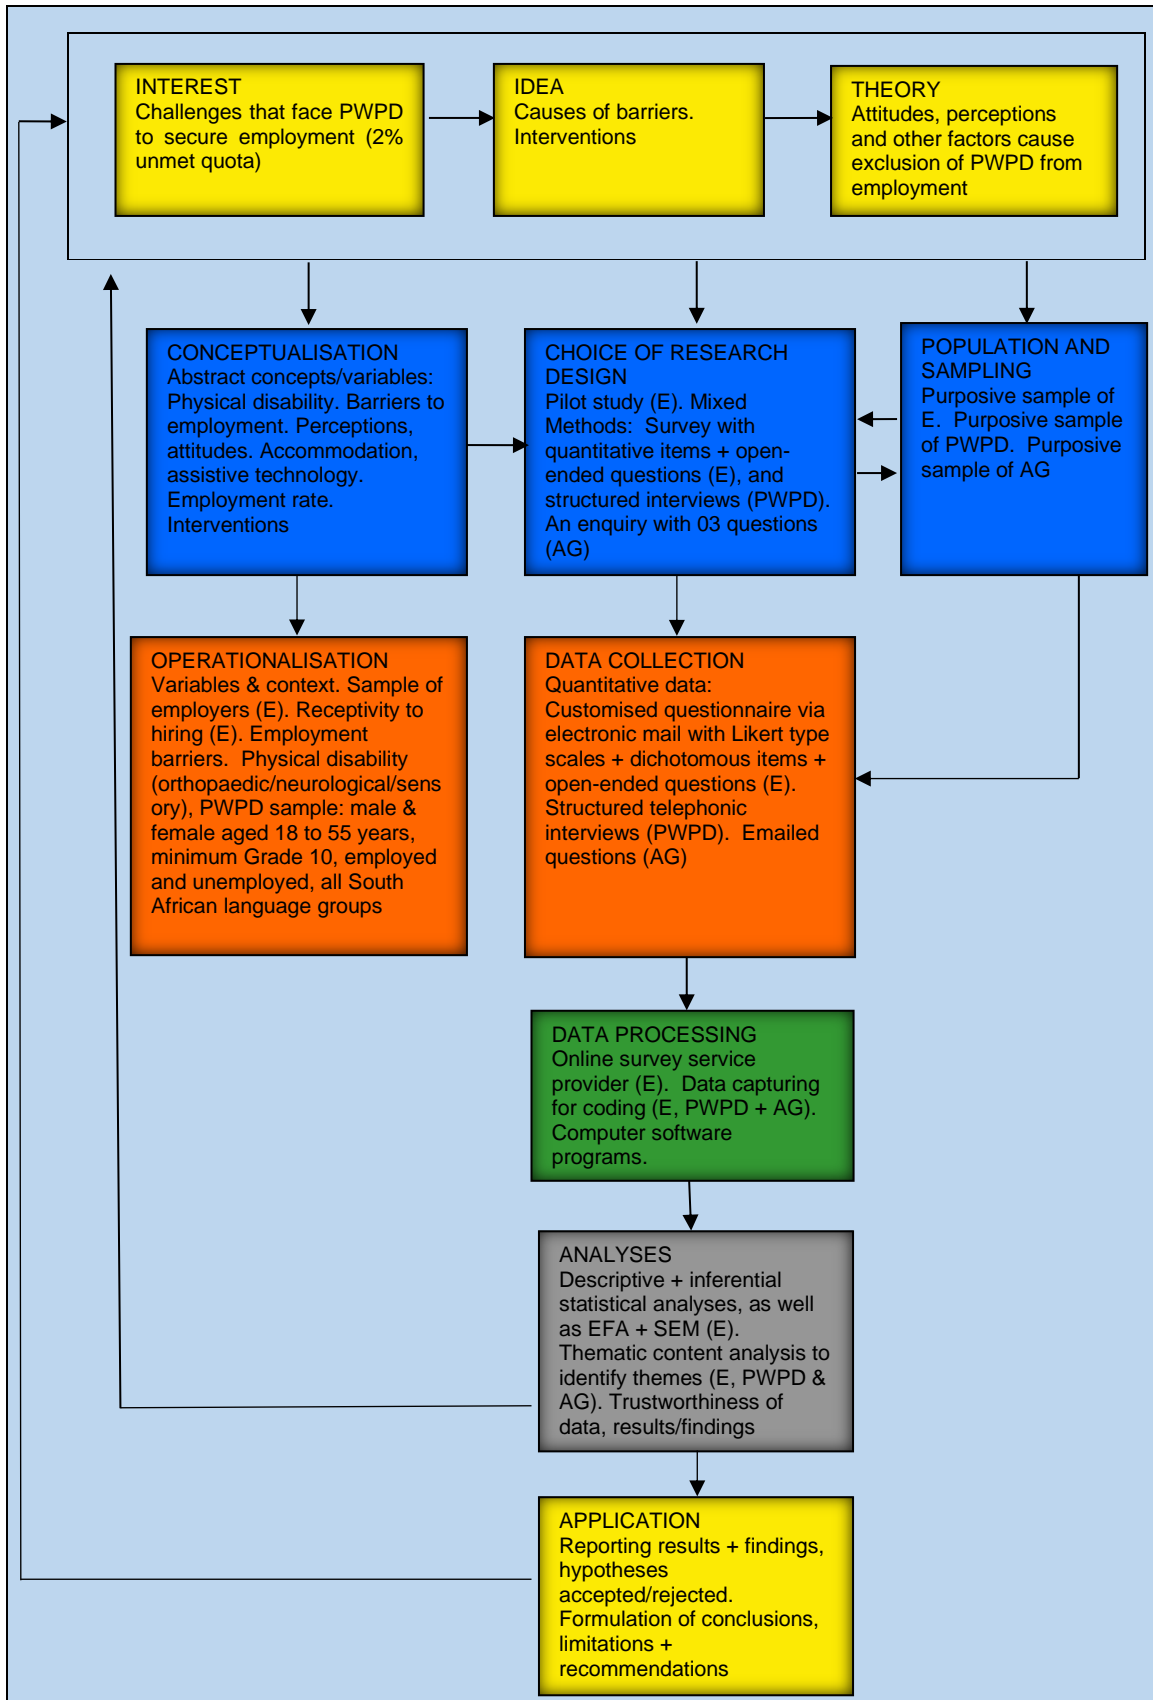 INTEREST
Challenges that face PWPD
to secure employment (2%
unmet quota)
IDEA
Causes of barriers.
Interventions
THEORY
Attitudes, perceptions
and other factors cause
exclusion of PWPD from
employment
CONCEPTUALISATION
Abstract concepts/variables:
Physical disability. Barriers to
employment. Perceptions,
attitudes. Accommodation,
assistive technology.
Employment rate.
Interventions
CHOICE OF RESEARCH
DESIGN
Pilot study (E). Mixed
Methods: Survey with
quantitative items + open-
ended questions (E), and
structured interviews (PWPD).
An enquiry with 03 questions
(AG)
POPULATION AND
SAMPLING
Purposive sample of
E. Purposive sample
of PWPD. Purposive
sample of AG
OPERATIONALISATION
Variables & context. Sample of
employers (E). Receptivity to
hiring (E). Employment
barriers. Physical disability
(orthopaedic/neurological/sens
ory), PWPD sample: male &
female aged 18 to 55 years,
minimum Grade 10, employed
and unemployed, all South
African language groups
DATA COLLECTION
Quantitative data:
Customised questionnaire via
electronic mail with Likert type
scales + dichotomous items +
open-ended questions (E).
Structured telephonic
interviews (PWPD). Emailed
questions (AG)
DATA PROCESSING
Online survey service
provider (E). Data capturing
for coding (E, PWPD + AG).
Computer software
programs.
ANALYSES
Descriptive + inferential
statistical analyses, as well
as EFA + SEM (E).
Thematic content analysis to
identify themes (E, PWPD &
AG). Trustworthiness of
data, results/findings
APPLICATION
Reporting results + findings,
hypotheses
accepted/rejected.
Formulation of conclusions,
limitations +
recommendations